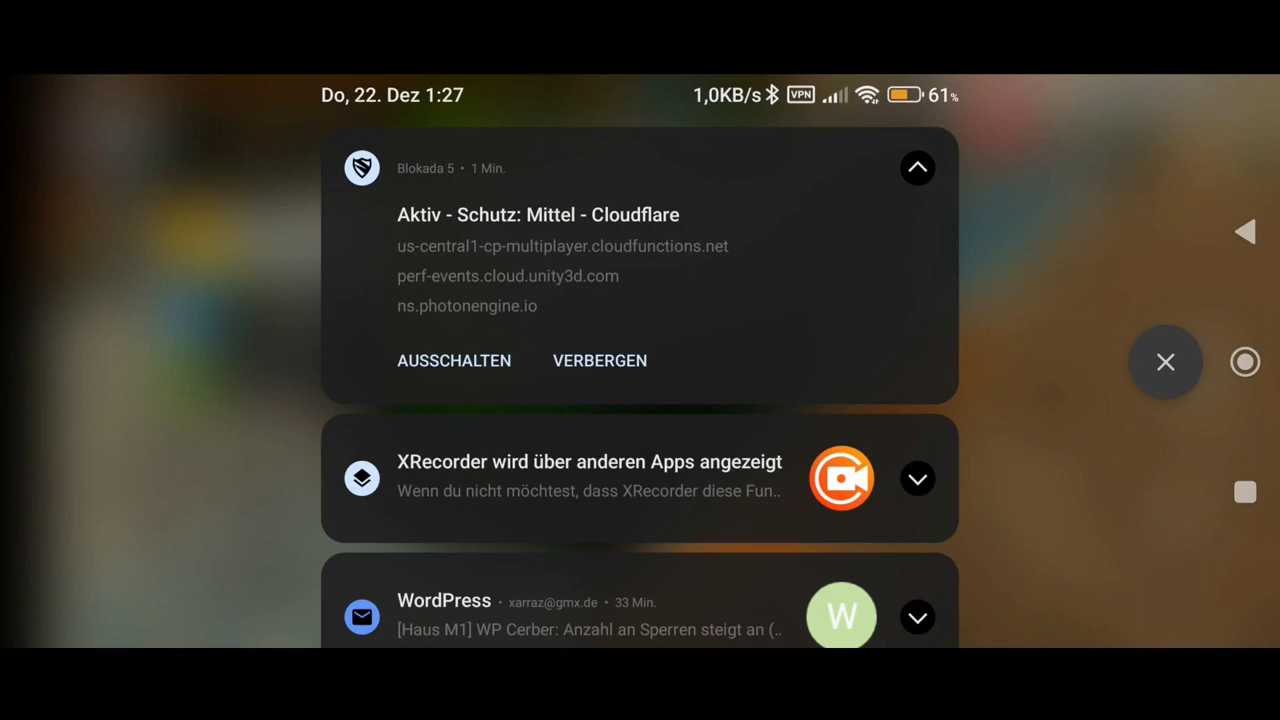 Do, 22. Dez 1:27
1,0KB/s VPN 61%
Blokada 5 • 1 Min.
Aktiv - Schutz: Mittel - Cloudflare
us-central1-cp-multiplayer.cloudfunctions.net
perf-events.cloud.unity3d.com
ns.photonengine.io
AUSSCHALTEN VERBERGEN
XRecorder wird über anderen Apps angezeigt
Wenn du nicht möchtest, dass XRecorder diese Fun..
WordPress • xarraz@gmx.de • 33 Min.
W
[Haus M1] WP Cerber: Anzahl an Sperren steigt an (..